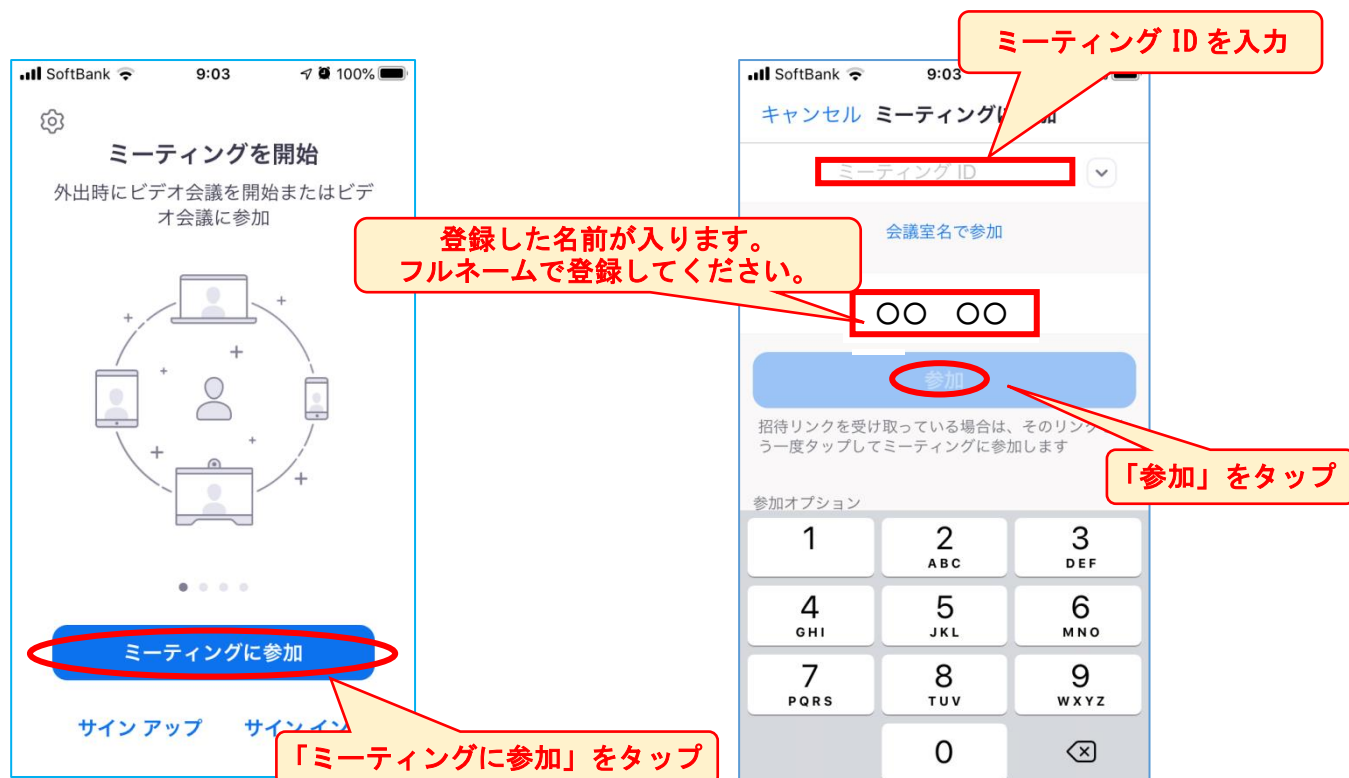 SoftBank 9:03 100%
ミーティングを開始
外出時にビデオ会議を開始またはビデ
オ会議に参加
ミーティングに参加
サイン アップ サイン イン
「ミーティングに参加」をタップ
ミーティング ID を入力
SoftBank 9:03
キャンセル ミーティングに 加
ミーティング ID
会議室名で参加
登録した名前が入ります。
フルネームで登録してください。
〇〇 〇〇
参加
招待リンクを受け取っている場合は、そのリンク
う一度タップしてミーティングに参加します
「参加」をタップ
参加オプション
1 2 3
ABC DEF
4 5 6
GHI JKL MNO
7 8 9
PQRS TUV WXYZ
0